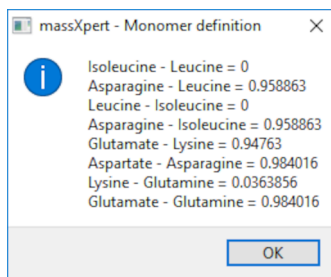 massXpert - Monomer definition
Isoleucine - Leucine = 0
Asparagine - Leucine = 0.958863
Leucine - Isoleucine = 0
Asparagine - Isoleucine = 0.958863
Glutamate - Lysine = 0.94763
Aspartate - Asparagine = 0.984016
Lysine - Glutamine = 0.0363856
Glutamate - Glutamine = 0.984016
OK